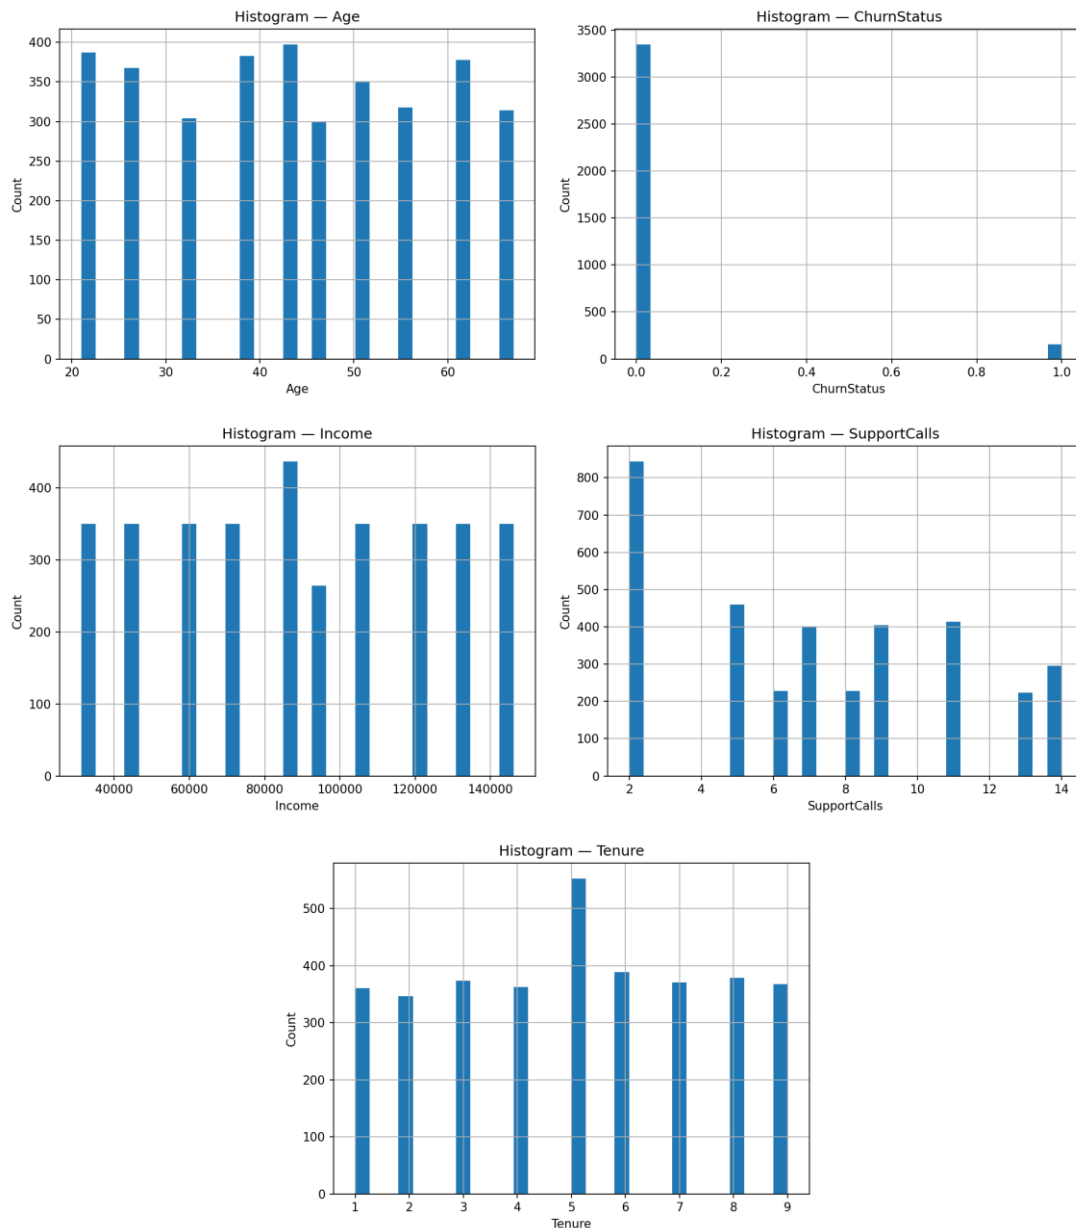 Histogram — Age
400
350
300
250
200
150
100
50
0
Count
20 30 40 50 60
Age
Histogram — ChurnStatus
3500
3000
2500
2000
1500
1000
500
0
Count
0.0 0.2 0.4 0.6 0.8 1.0
ChurnStatus
Histogram — Income
400
300
200
100
0
Count
40000 60000 80000 100000 120000 140000
Income
Histogram — SupportCalls
800
700
600
500
400
300
200
100
0
Count
2 4 6 8 10 12 14
SupportCalls
Histogram — Tenure
500
400
300
200
100
0
Count
1 2 3 4 5 6 7 8 9
Tenure